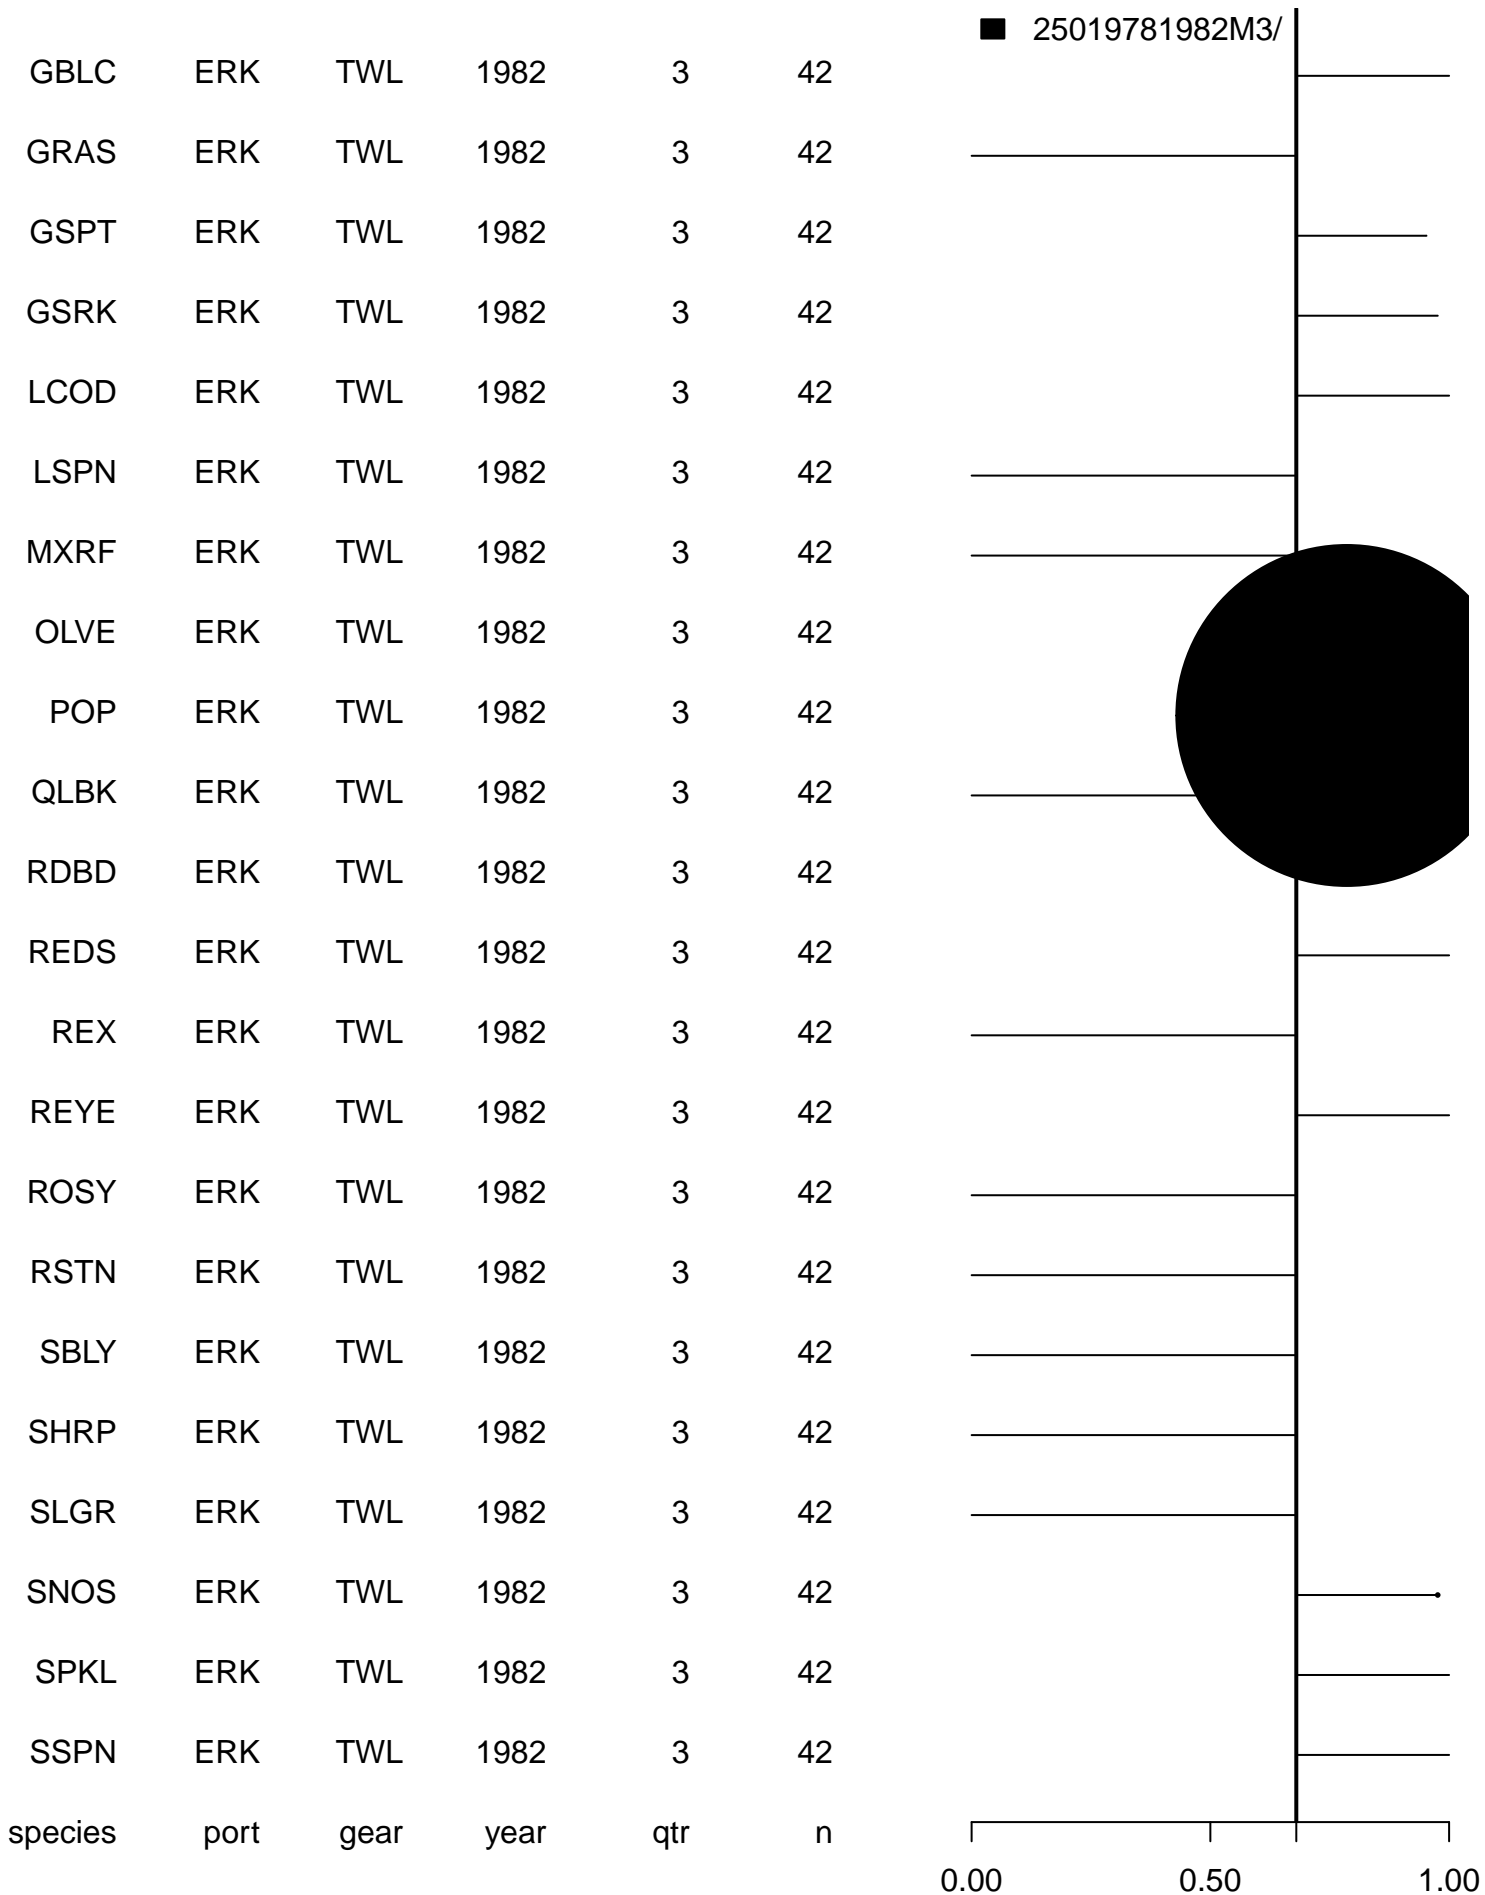 25019781982M3/
GBLC ERK TWL 1982 3 42
GRAS ERK TWL 1982 3 42
GSPT ERK TWL 1982 3 42
GSRK ERK TWL 1982 3 42
LCOD ERK TWL 1982 3 42
LSPN ERK TWL 1982 3 42
MXRF ERK TWL 1982 3 42
OLVE ERK TWL 1982 3 42
POP ERK TWL 1982 3 42
QLBK ERK TWL 1982 3 42
RDBD ERK TWL 1982 3 42
REDS ERK TWL 1982 3 42
REX ERK TWL 1982 3 42
REYE ERK TWL 1982 3 42
ROSY ERK TWL 1982 3 42
RSTN ERK TWL 1982 3 42
SBLY ERK TWL 1982 3 42
SHRP ERK TWL 1982 3 42
SLGR ERK TWL 1982 3 42
SNOS ERK TWL 1982 3 42
SPKL ERK TWL 1982 3 42
SSPN ERK TWL 1982 3 42
species port gear year qtr n
0.00 0.50 1.00